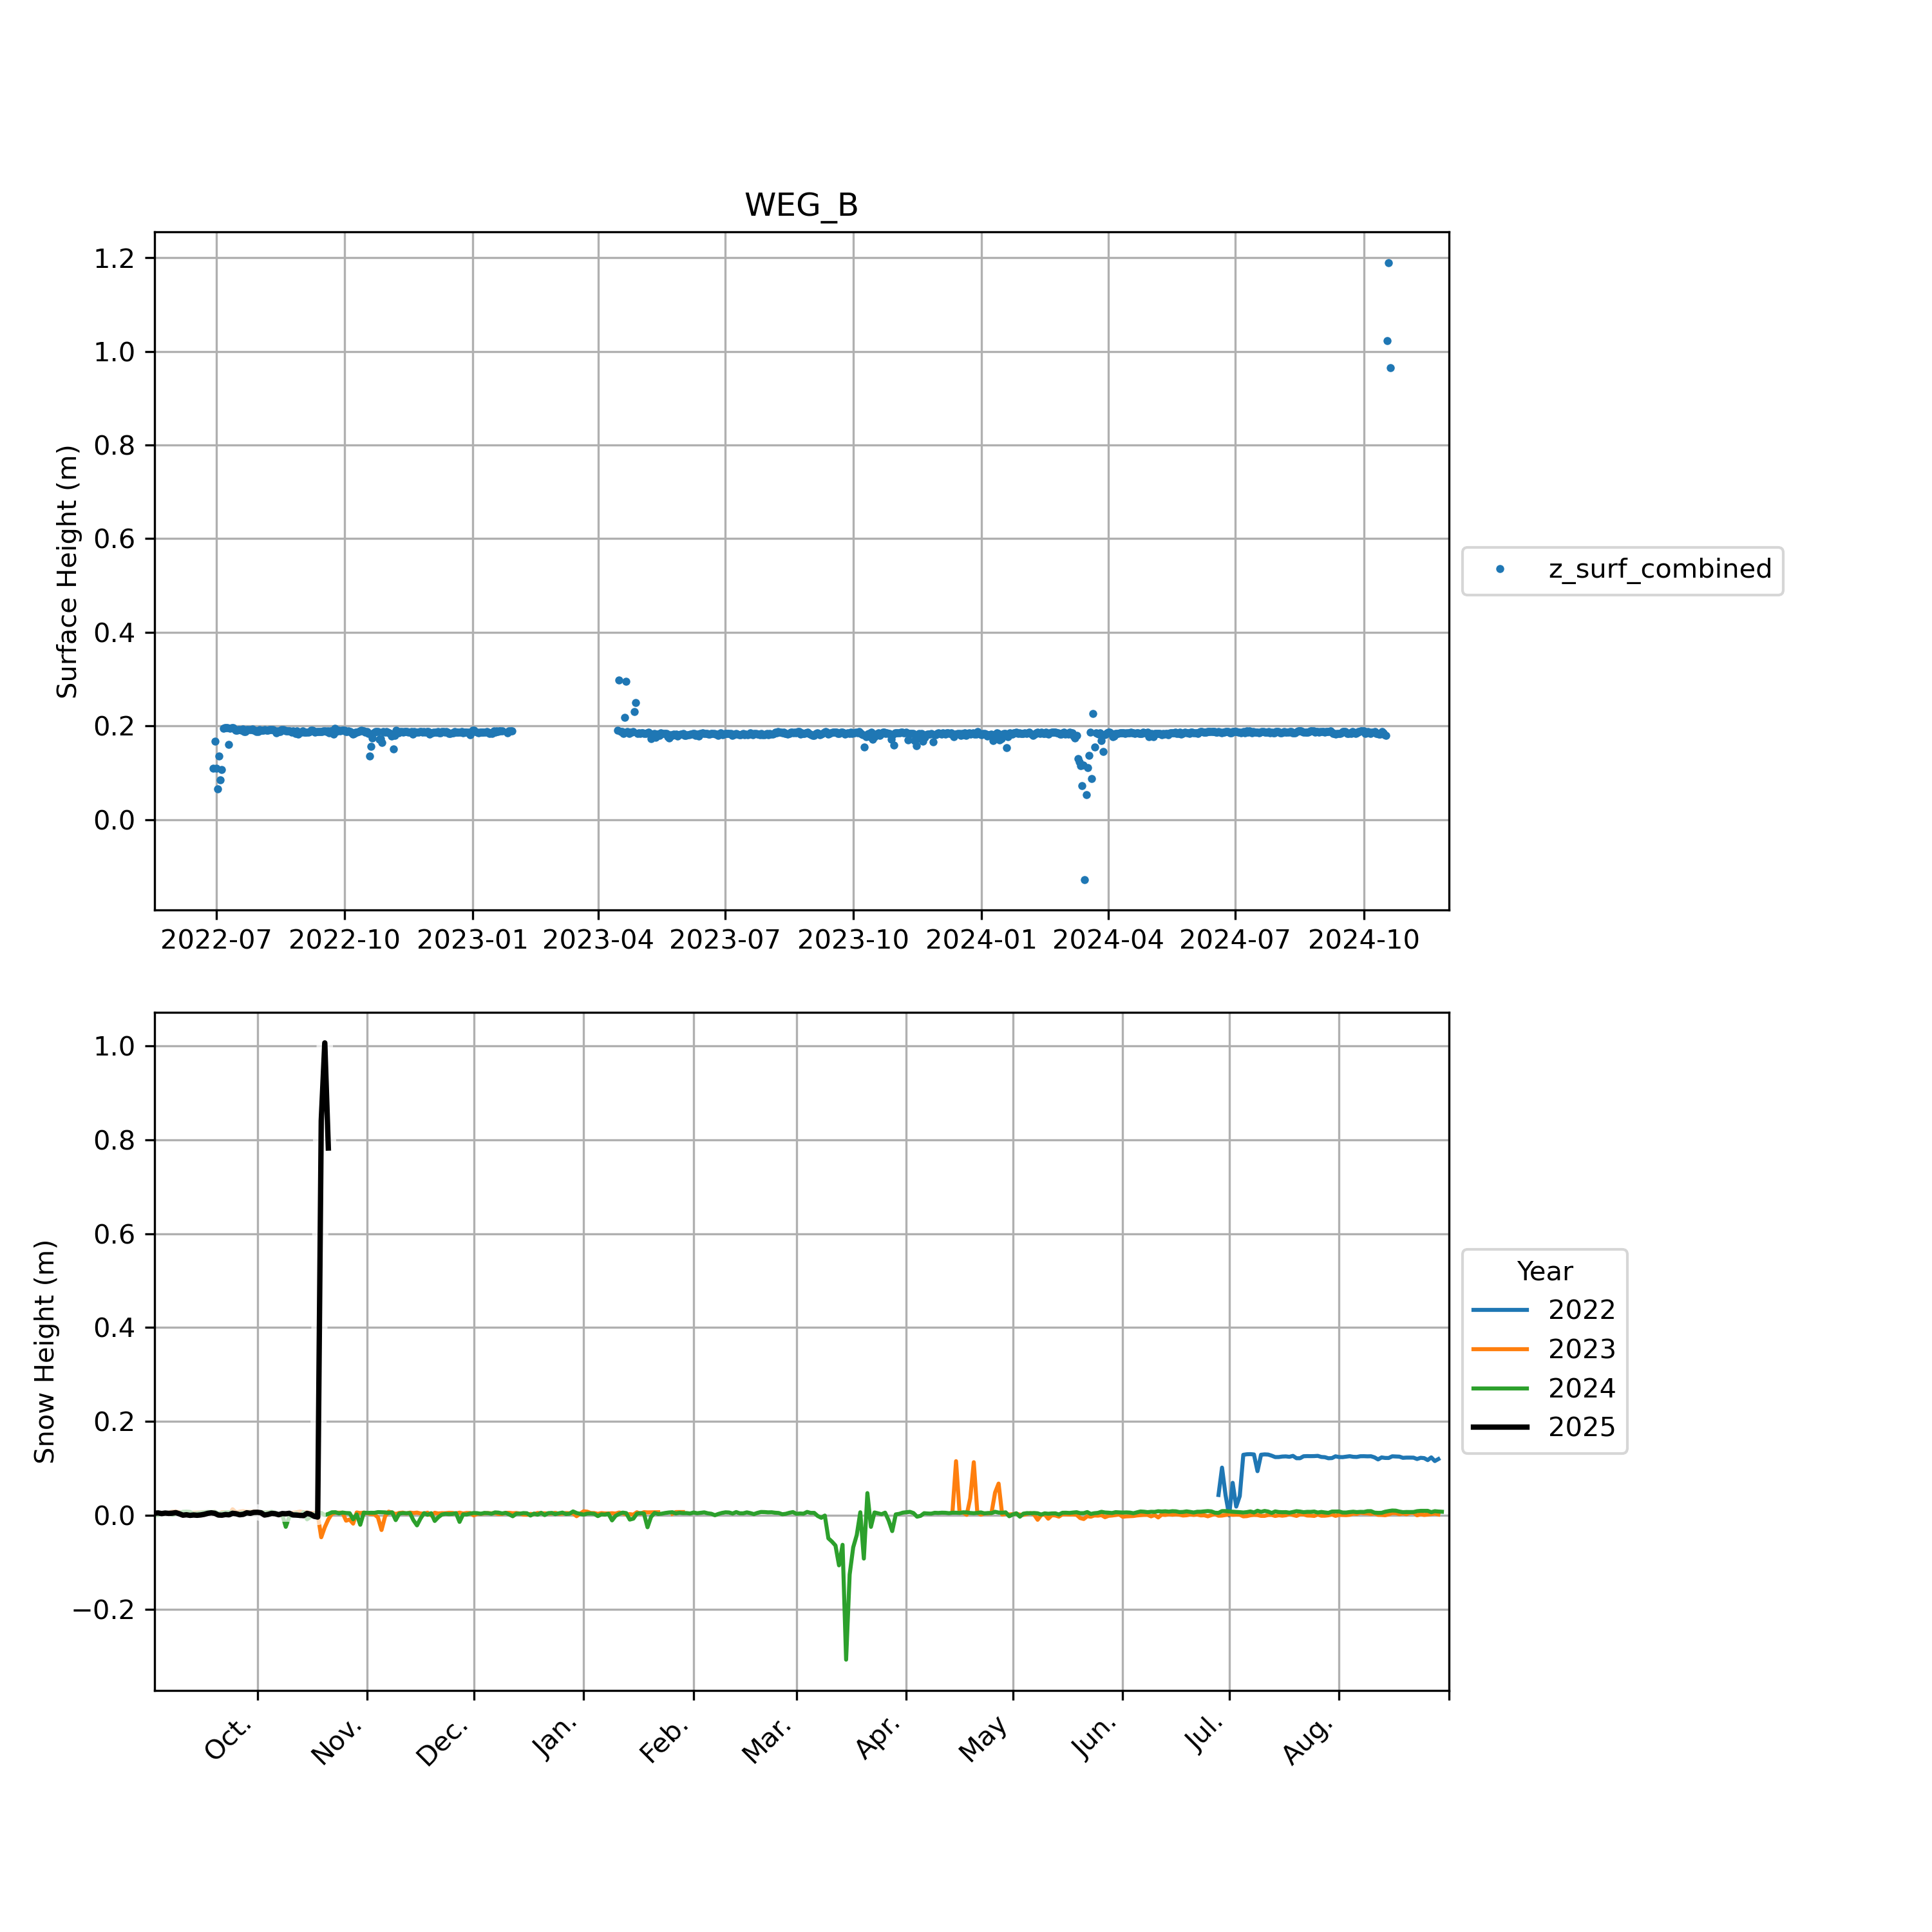 WEG_B
Surface Height (m)
1.2
1.0
0.8
0.6
0.4
0.2
0.0
2022-07 2022-10 2023-01 2023-04 2023-07 2023-10 2024-01 2024-04 2024-07 2024-10
z_surf_combined
Snow Height (m)
1.0
0.8
0.6
0.4
0.2
0.0
−0.2
Oct. Nov. Dec. Jan. Feb. Mar. Apr. May Jun. Jul. Aug.
Year
2022
2023
2024
2025